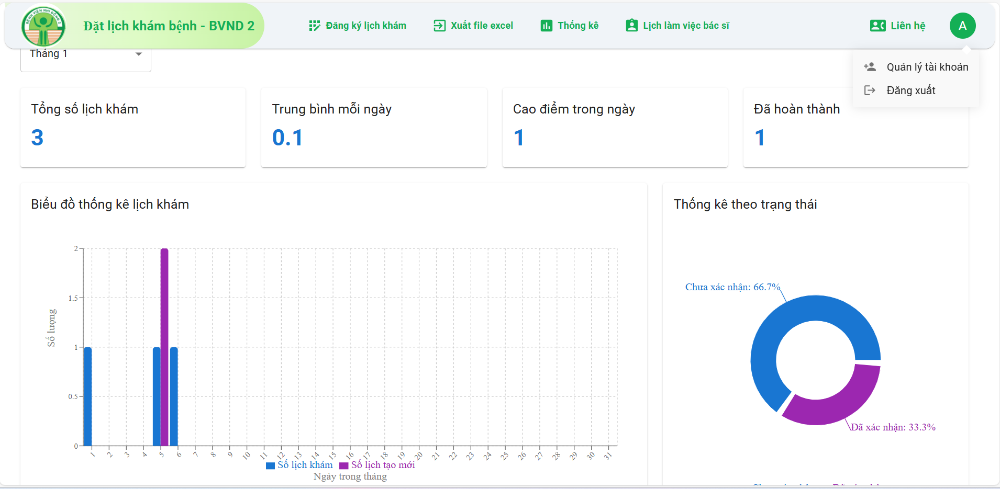 BỆNH VIỆN NHI ĐỒNG 2
Đặt lịch khám bệnh - BVND 2
Đăng ký lịch khám
Xuất file excel
Thống kê
Lịch làm việc bác sĩ
Liên hệ
A
Tháng 1
Quản lý tài khoản
Đăng xuất
Tổng số lịch khám
3
Trung bình mỗi ngày
0.1
Cao điểm trong ngày
1
Đã hoàn thành
1
Biểu đồ thống kê lịch khám
Số lượng
2
1.5
1
0.5
0
1 2 3 4 5 6 7 8 9 10 11 12 13 14 15 16 17 18 19 20 21 22 23 24 25 26 27 28 29 30 31
Số lịch khám
Số lịch tạo mới
Ngày trong tháng
Thống kê theo trạng thái
Chưa xác nhận: 66.7%
Đã xác nhận: 33.3%